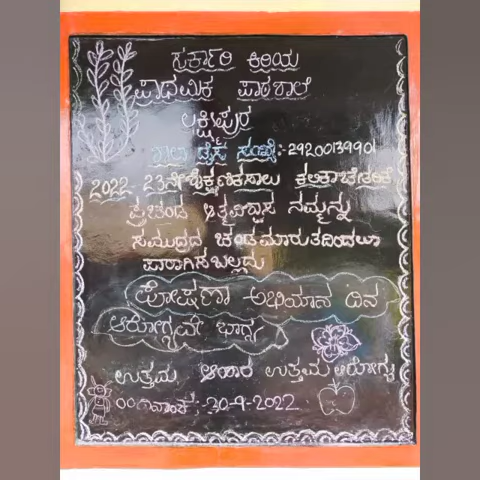 ಸರ್ಕಾರಿ ಕಿರಿಯ
ಪ್ರಾಥಮಿಕ ಪಾಠಶಾಲೆ
ಲಕ್ಷ್ಮೀಪುರ
ಶಾಲಾ ಡೈಸ ಸಂಖ್ಯೆ:-29200139901
2022-23ನೇ ಶೈಕ್ಷಣಿಕ ಸಾಲು ಕಲಿಕಾ ಚೇತರಿಕೆ
ಪ್ರಚಂಡ ಆತ್ಮವಿಶ್ವಾಸ ನಮ್ಮನ್ನು
ಸಮುದ್ರದ ಚಂಡಮಾರುತದಿಂದಲೂ
ಪಾರಾಗಿಸಬಲ್ಲದು
ಪೋಷಣಾ ಅಭಿಯಾನ ದಿನ
ಆರೋಗ್ಯವೇ ಭಾಗ್ಯ
ಉತ್ತಮ ಆಹಾರ ಉತ್ತಮ ಆರೋಗ್ಯ
30-9-2022